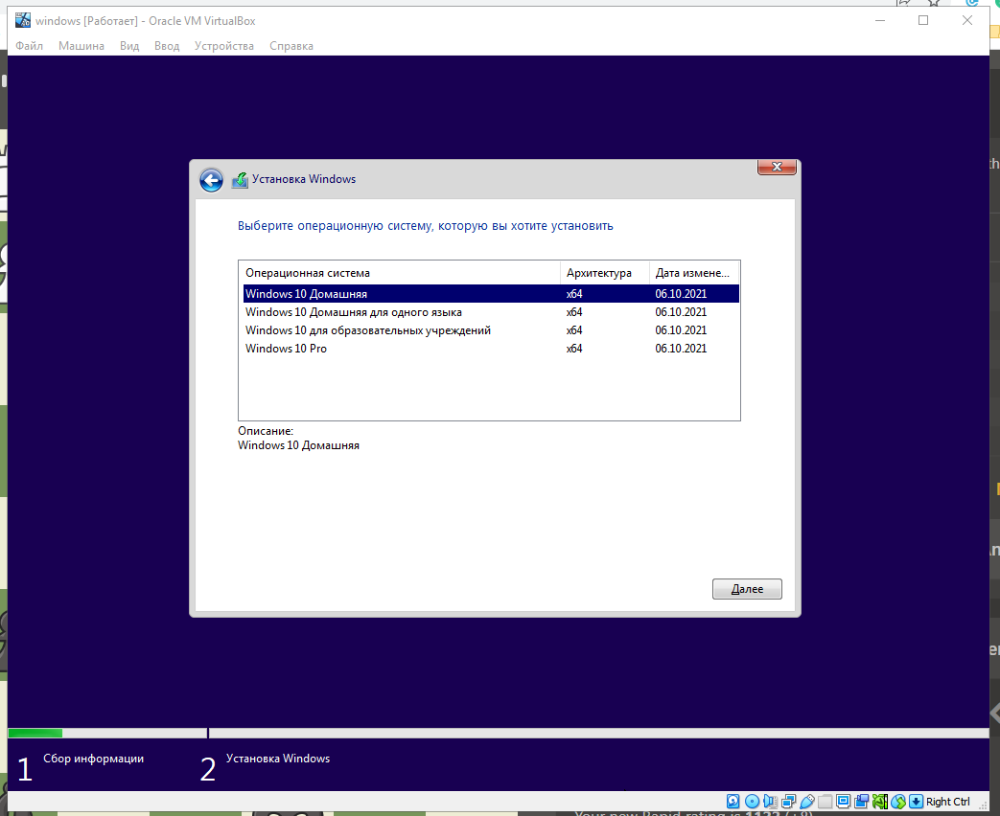 windows [Работает] - Oracle VM VirtualBox
Файл Машина Вид Ввод Устройства Справка
Установка Windows
Выберите операционную систему, которую вы хотите установить
Операционная система Архитектура Дата измене...
Windows 10 Домашняя x64 06.10.2021
Windows 10 Домашняя для одного языка x64 06.10.2021
Windows 10 для образовательных учреждений x64 06.10.2021
Windows 10 Pro x64 06.10.2021
Описание:
Windows 10 Домашняя
Далее
1 Сбор информации 2 Установка Windows
Right Ctrl